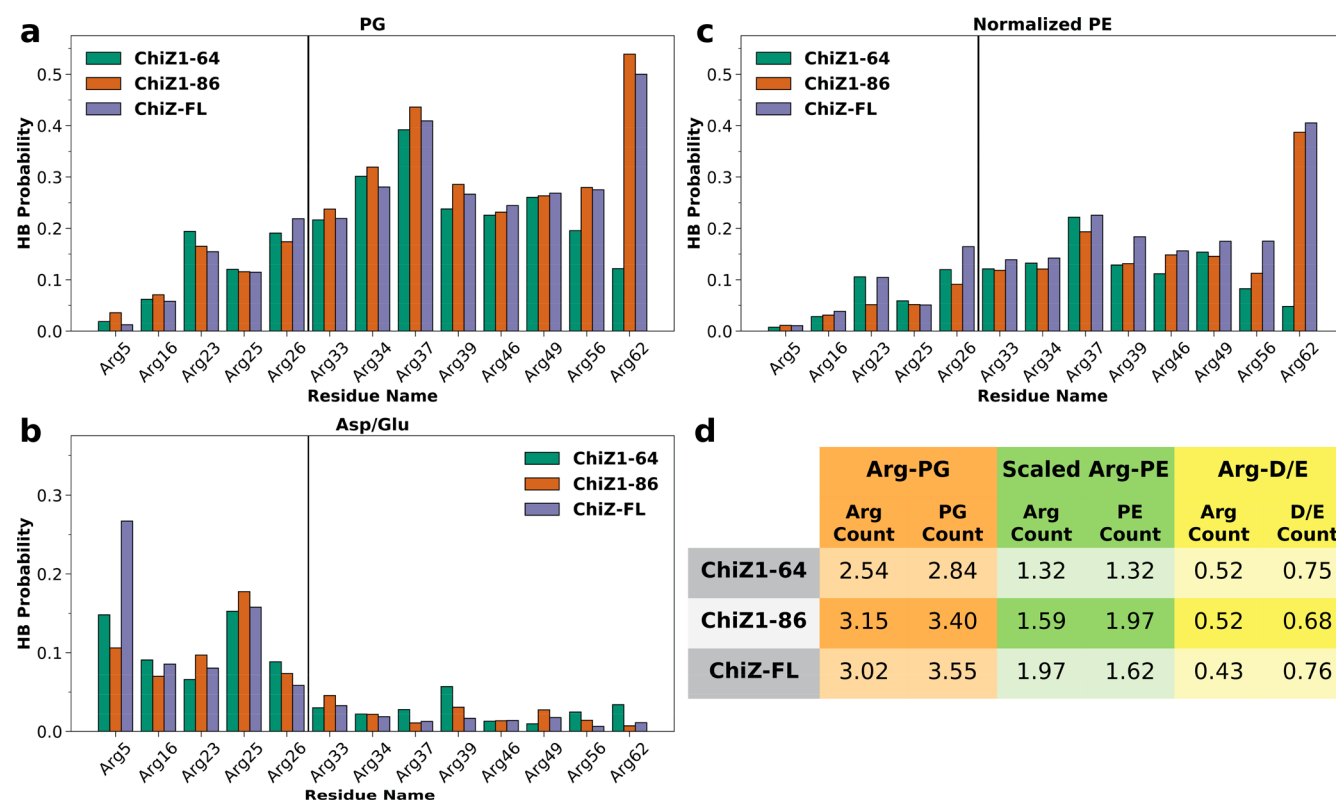 a
PG
HB Probability
0.5
0.4
0.3
0.2
0.1
0.0
ChiZ1-64
ChiZ1-86
ChiZ-FL
Arg5 Arg16 Arg23 Arg25 Arg26 Arg33 Arg34 Arg37 Arg39 Arg46 Arg49 Arg56 Arg62
Residue Name
c
Normalized PE
HB Probability
0.5
0.4
0.3
0.2
0.1
0.0
ChiZ1-64
ChiZ1-86
ChiZ-FL
Arg5 Arg16 Arg23 Arg25 Arg26 Arg33 Arg34 Arg37 Arg39 Arg46 Arg49 Arg56 Arg62
Residue Name
b
Asp/Glu
HB Probability
0.3
0.2
0.1
0.0
ChiZ1-64
ChiZ1-86
ChiZ-FL
Arg5 Arg16 Arg23 Arg25 Arg26 Arg33 Arg34 Arg37 Arg39 Arg46 Arg49 Arg56 Arg62
Residue Name
d
Arg-PG Scaled Arg-PE Arg-D/E
Arg PG Arg PE Arg D/E
Count Count Count Count Count Count
ChiZ1-64 2.54 2.84 1.32 1.32 0.52 0.75
ChiZ1-86 3.15 3.40 1.59 1.97 0.52 0.68
ChiZ-FL 3.02 3.55 1.97 1.62 0.43 0.76